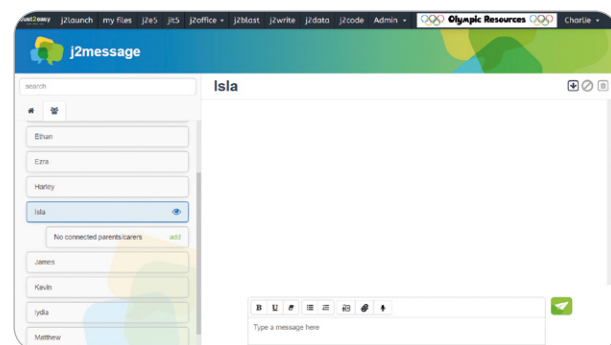 just2easy j2launch my files j2e5 jit5 j2office j2blast j2write j2data j2code Admin Olympic Resources Charlie
j2message
search
Isla
Ethan
Ezra
Harley
Isla
No connected parents/carers add
James
Kevin
lydia
Matthew
B U
Type a message here